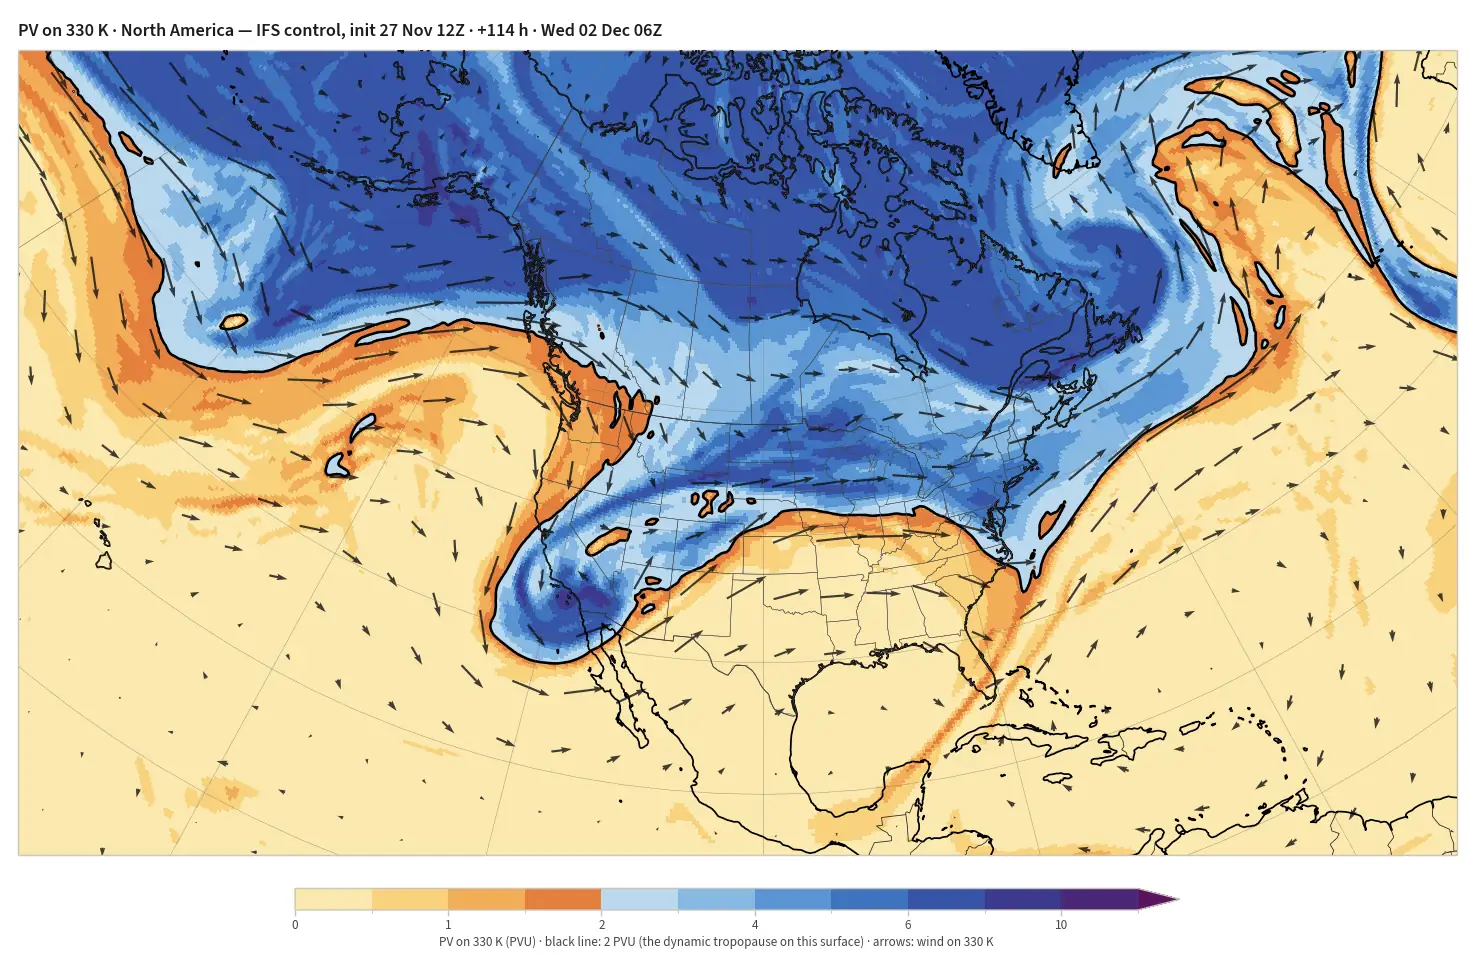 PV on 330 K · North America — IFS control, init 27 Nov 12Z · +114 h · Wed 02 Dec 06Z
0 1 2 4 6 10
PV on 330 K (PVU) · black line: 2 PVU (the dynamic tropopause on this surface) · arrows: wind on 330 K